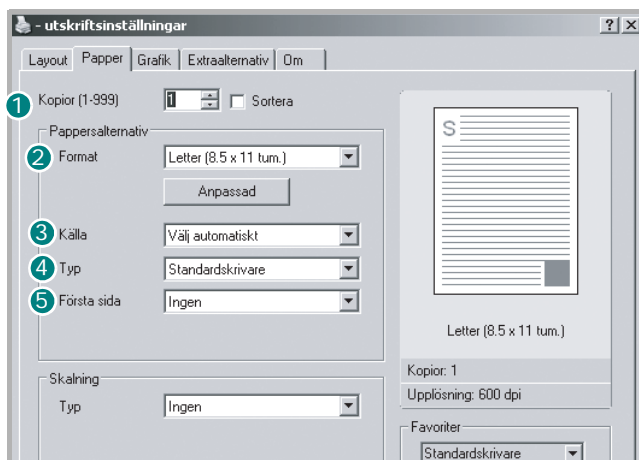 - utskriftsinställningar
Layout Papper Grafik Extraalternativ Om
1 Kopior (1-999) 1 Sortera
Pappersalternativ
2 Format Letter (8.5 x 11 tum.)
Anpassad
3 Källa Välj automatiskt
4 Typ Standardskrivare
5 Första sida Ingen
Skalning
Typ Ingen
S
Letter (8.5 x 11 tum.)
Kopior: 1
Upplösning: 600 dpi
Favoriter
Standardskrivare